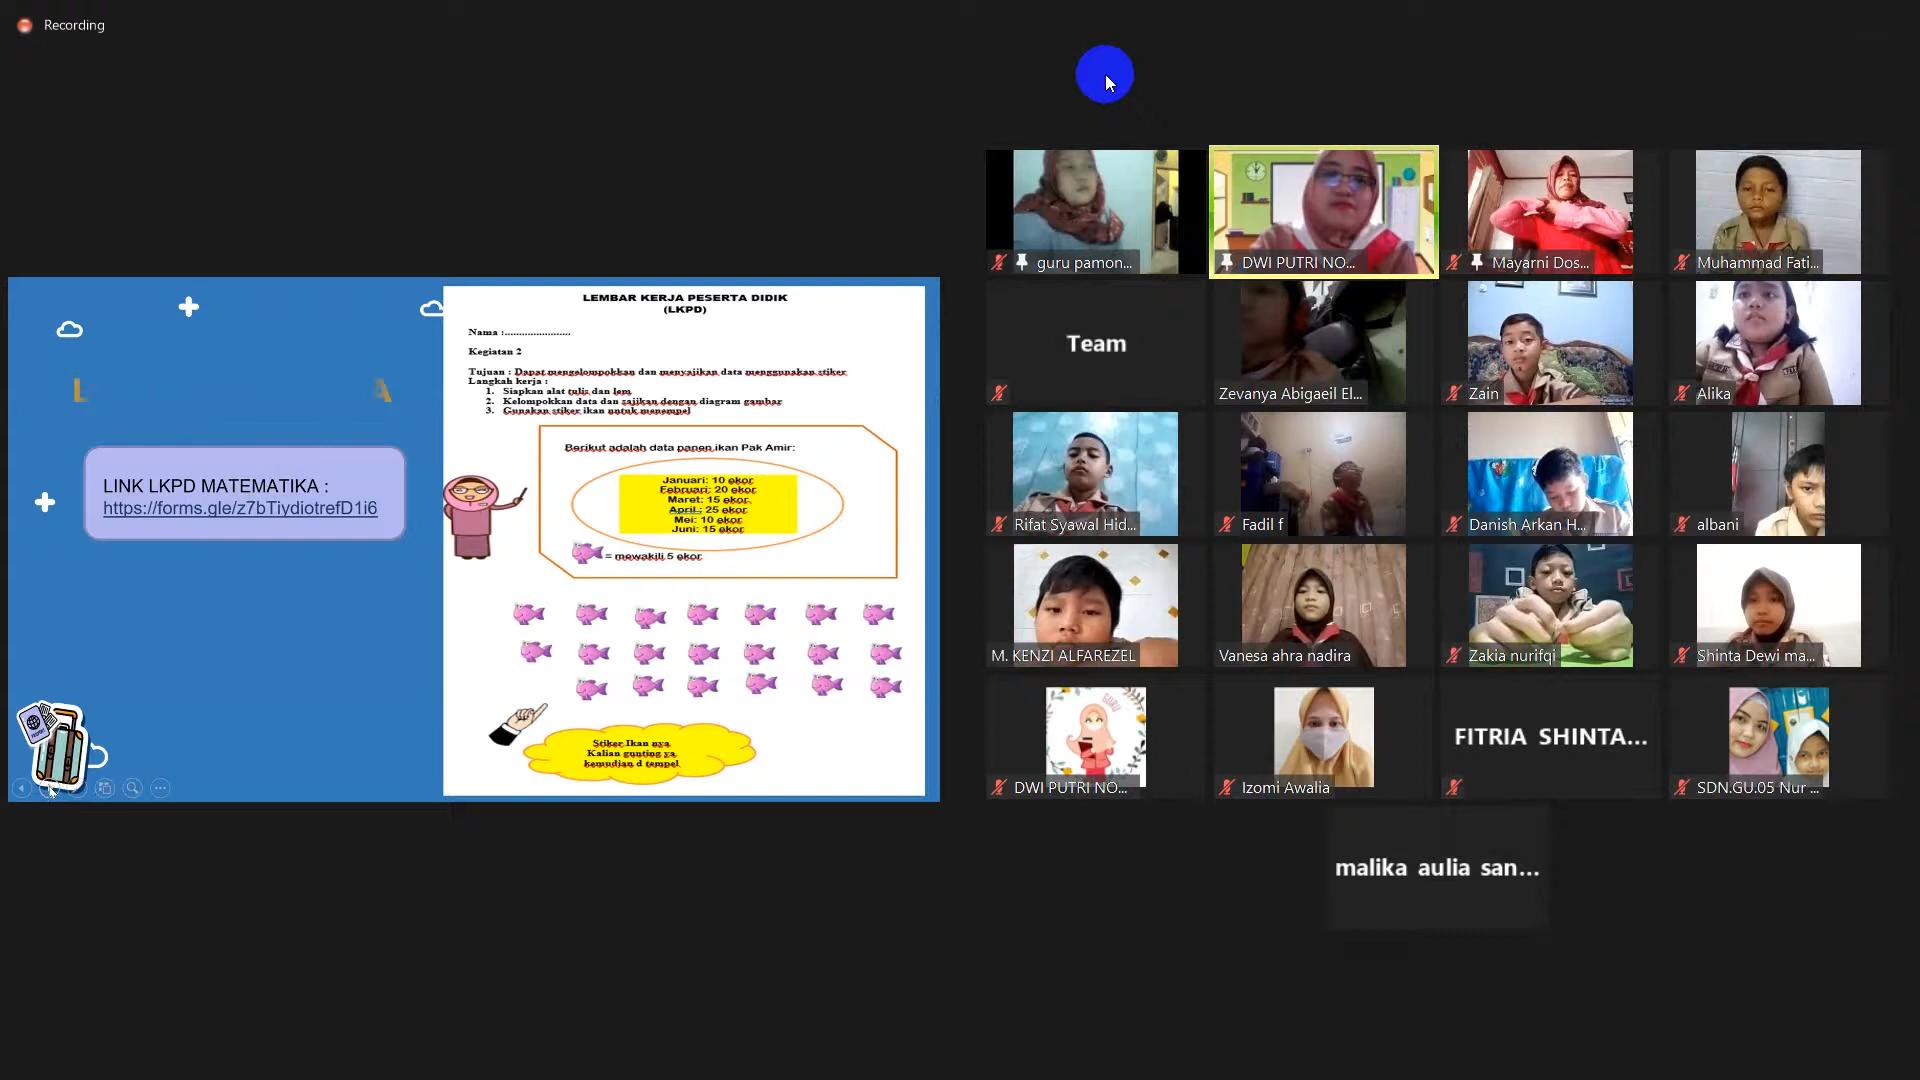 Recording
L A
LINK LKPD MATEMATIKA :
https://forms.gle/z7bTiydiotrefD1i6
LEMBAR KERJA PESERTA DIDIK
(LKPD)
Nama :.......................
Kegiatan 2
Tujuan : Dapat mengelompokkan dan menyajikan data menggunakan stiker
Langkah kerja :
1. Siapkan alat tulis dan lem
2. Kelompokkan data dan sajikan dengan diagram gambar
3. Gunakan stiker ikan untuk menempel
Berikut adalah data panen ikan Pak Amir:
Januari: 10 ekor
Februari: 20 ekor
Maret: 15 ekor
April : 25 ekor
Mei: 10 ekor
Juni: 15 ekor
= mewakili 5 ekor
Stiker Ikan nya
Kalian gunting ya
kemudian d tempel
guru pamon...
DWI PUTRI NO...
Mayarni Dos...
Muhammad Fati...
Team
Zevanya Abigaeil El...
Zain
Alika
Rifat Syawal Hid...
Fadil f
Danish Arkan H...
albani
M. KENZI ALFAREZEL
Vanesa ahra nadira
Zakia nurifqi
Shinta Dewi ma...
DWI PUTRI NO...
Izomi Awalia
FITRIA SHINTA...
SDN.GU.05 Nur ...
malika aulia san...